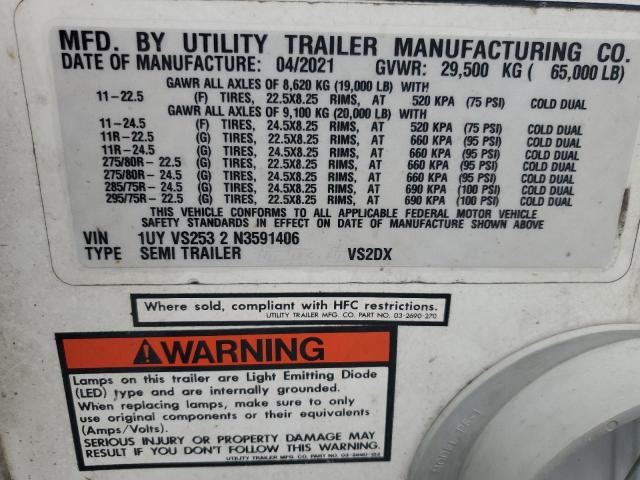 MFD. BY UTILITY TRAILER MANUFACTURING CO.
DATE OF MANUFACTURE: 04/2021 GVWR: 29,500 KG ( 65,000 LB)
GAWR ALL AXLES OF 8,620 KG (19,000 LB) WITH
11-22.5 (F) TIRES, 22.5X8.25 RIMS, AT 520 KPA (75 PSI) COLD DUAL
GAWR ALL AXLES OF 9,100 KG (20,000 LB) WITH
11-24.5 (F) TIRES, 24.5X8.25 RIMS, AT 520 KPA (75 PSI) COLD DUAL
11R-22.5 (G) TIRES, 22.5X8.25 RIMS, AT 660 KPA (95 PSI) COLD DUAL
11R-24.5 (G) TIRES, 24.5X8.25 RIMS, AT 660 KPA (95 PSI) COLD DUAL
275/80R- 22.5 (G) TIRES, 22.5X8.25 RIMS, AT 660 KPA (95 PSI) COLD DUAL
275/80R- 24.5 (G) TIRES, 24.5X8.25 RIMS, AT 660 KPA (95 PSI) COLD DUAL
285/75R- 24.5 (G) TIRES, 24.5X8.25 RIMS, AT 690 KPA (100 PSI) COLD DUAL
295/75R- 22.5 (G) TIRES, 22.5X8.25 RIMS, AT 690 KPA (100 PSI) COLD DUAL
THIS VEHICLE CONFORMS TO ALL APPLICABLE FEDERAL MOTOR VEHICLE
SAFETY STANDARDS IN EFFECT ON DATE OF MANUFACTURE SHOWN ABOVE
VIN 1UY VS253 2 N3591406
TYPE SEMI TRAILER VS2DX
Where sold, compliant with HFC restrictions.
UTILITY TRAILER MFG. CO. PART NO. 03-2690-270
WARNING
Lamps on this trailer are Light Emitting Diode
(LED) type and are internally grounded.
When replacing lamps, make certain to only
use original components or their equivalents
(Amps/Volts).
SERIOUS INJURY OR PROPERTY DAMAGE MAY
RESULT IF YOU DON'T FOLLOW THIS WARNING.
UTILITY TRAILER MFG. CO. PART NO. 03-2690-153